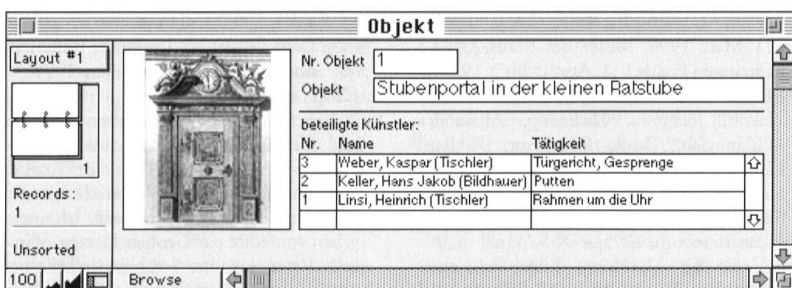 Objekt
Layout #1
Nr. Objekt 1
Objekt Stubenportal in der kleinen Ratstube
beteiligte Künstler:
Nr. Name Tätigkeit
3 Weber, Kaspar (Tischler) Türgericht, Gesprenge
2 Keller, Hans Jakob (Bildhauer) Putten
1 Linsi, Heinrich (Tischler) Rahmen um die Uhr
1
Records:
1
Unsorted
100 Browse